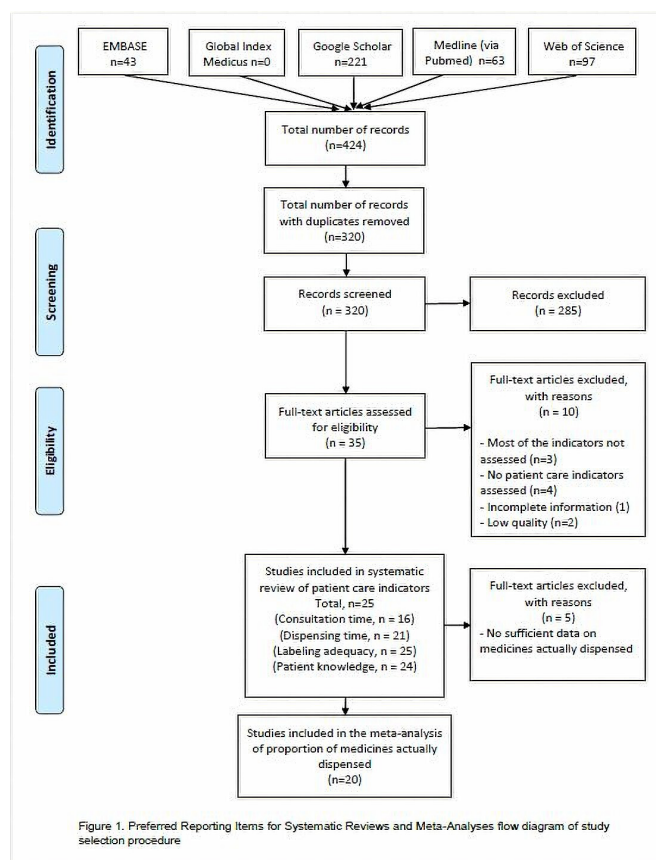 EMBASE
n=43
Global Index
Medicus n=0
Google Scholar
n=221
Medline (via
Pubmed) n=63
Web of Science
n=97
Identification
Total number of records
(n=424)
Total number of records
with duplicates removed
(n=320)
Screening
Records screened
(n = 320)
Records excluded
(n = 285)
Eligibility
Full-text articles assessed
for eligibility
(n = 35)
Full-text articles excluded,
with reasons
(n = 10)
- Most of the indicators not
assessed (n=3)
- No patient care indicators
assessed (n=4)
- Incomplete information (1)
- Low quality (n=2)
Included
Studies included in systematic
review of patient care indicators
Total, n=25
(Consultation time, n = 16)
(Dispensing time, n = 21)
(Labeling adequacy, n = 25)
(Patient knowledge, n = 24)
Full-text articles excluded,
with reasons
(n = 5)
- No sufficient data on
medicines actually dispensed
Studies included in the meta-analysis
of proportion of medicines actually
dispensed
(n=20)
Figure 1. Preferred Reporting Items for Systematic Reviews and Meta-Analyses flow diagram of study
selection procedure